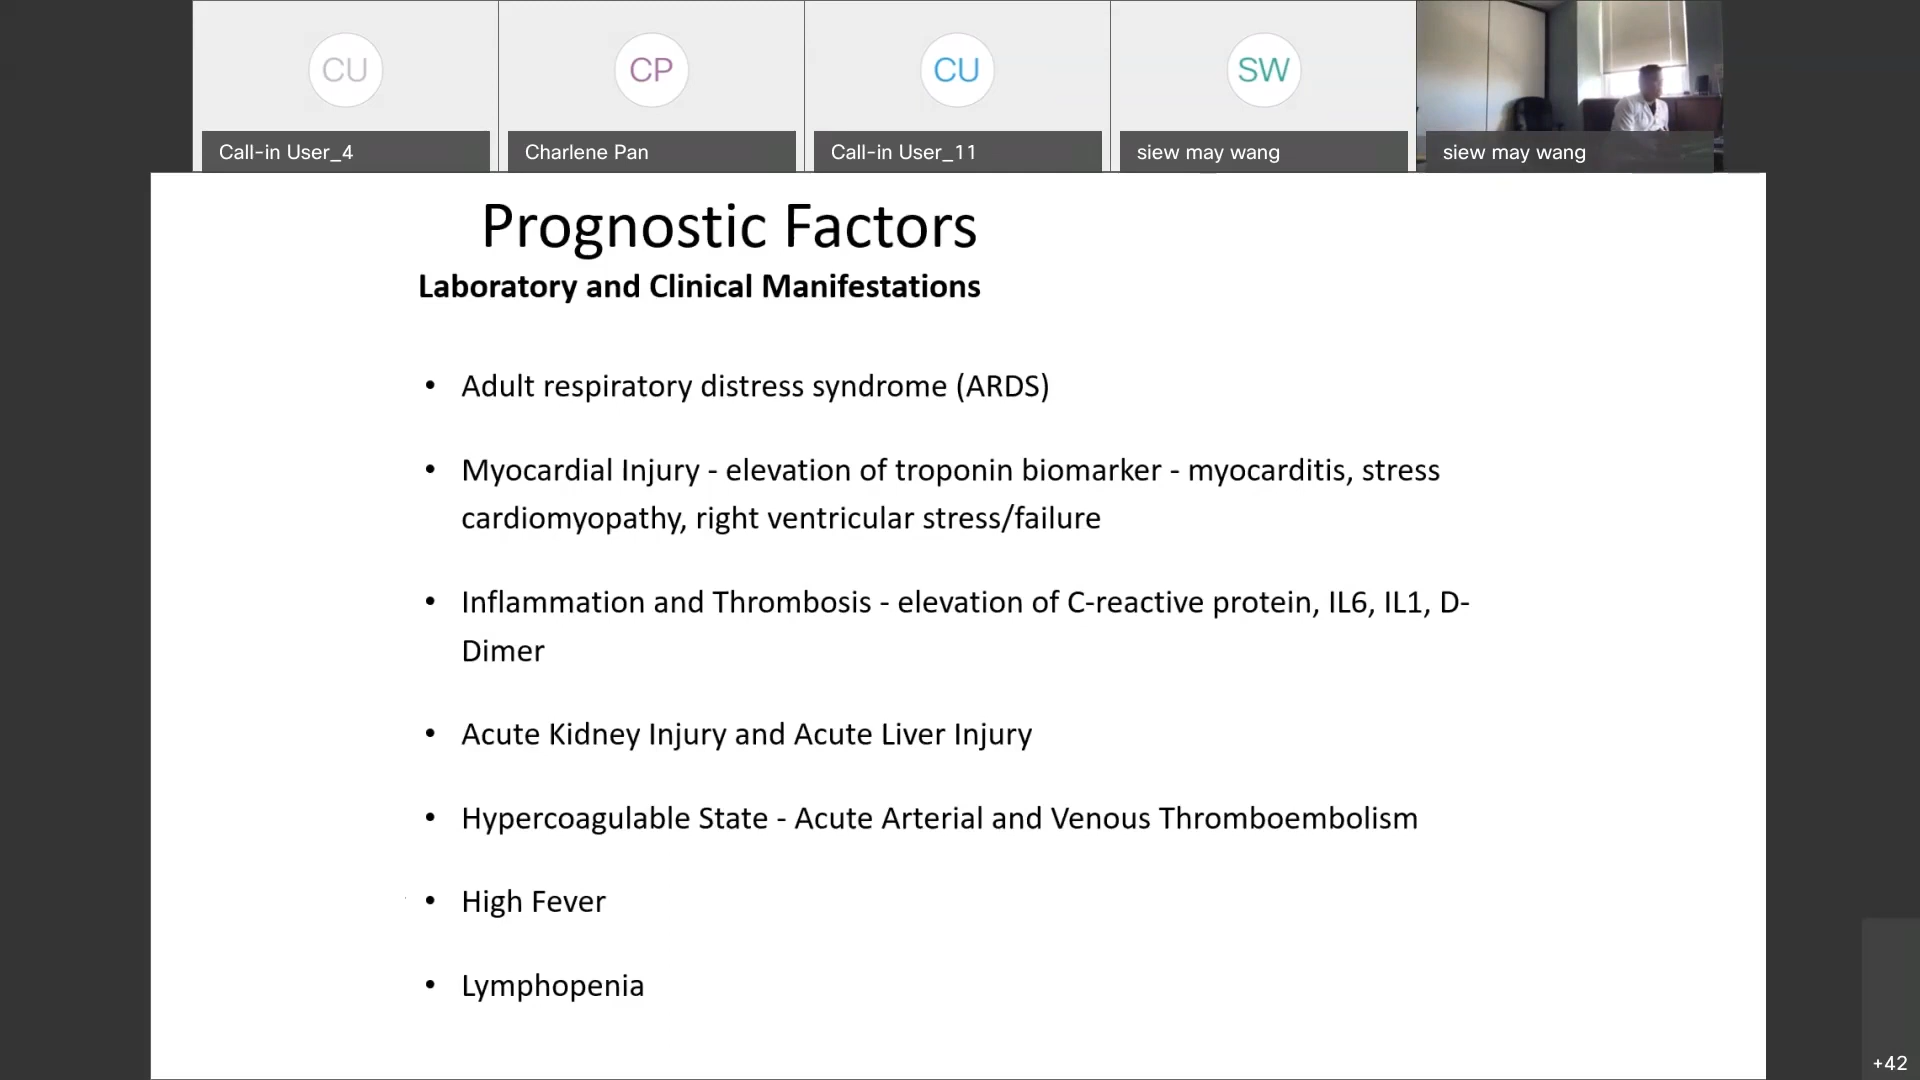 CU
CP
CU
SW
Call-in User_4
Charlene Pan
Call-in User_11
siew may wang
siew may wang
Prognostic Factors
Laboratory and Clinical Manifestations
• Adult respiratory distress syndrome (ARDS)
• Myocardial Injury - elevation of troponin biomarker - myocarditis, stress
cardiomyopathy, right ventricular stress/failure
• Inflammation and Thrombosis - elevation of C-reactive protein, IL6, IL1, D-
Dimer
• Acute Kidney Injury and Acute Liver Injury
• Hypercoagulable State - Acute Arterial and Venous Thromboembolism
• High Fever
• Lymphopenia
+42